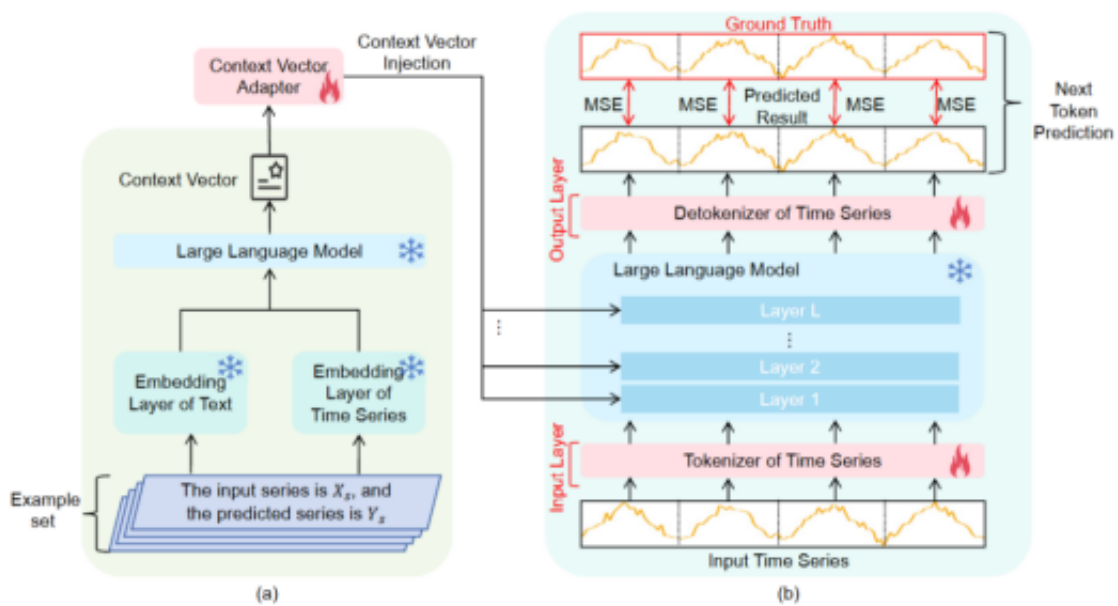 Context Vector
Adapter
Context Vector
Injection
Context Vector
Large Language Model
Embedding
Layer of Text
Embedding
Layer of
Time Series
Example
set
The input series is Xₛ, and
the predicted series is Yₛ
(a)
Ground Truth
MSE
MSE
Predicted
Result
MSE
MSE
Next
Token
Prediction
Output Layer
Detokenizer of Time Series
Large Language Model
Layer L
⋮
Layer 2
Layer 1
⋮
Input Layer
Tokenizer of Time Series
Input Time Series
(b)